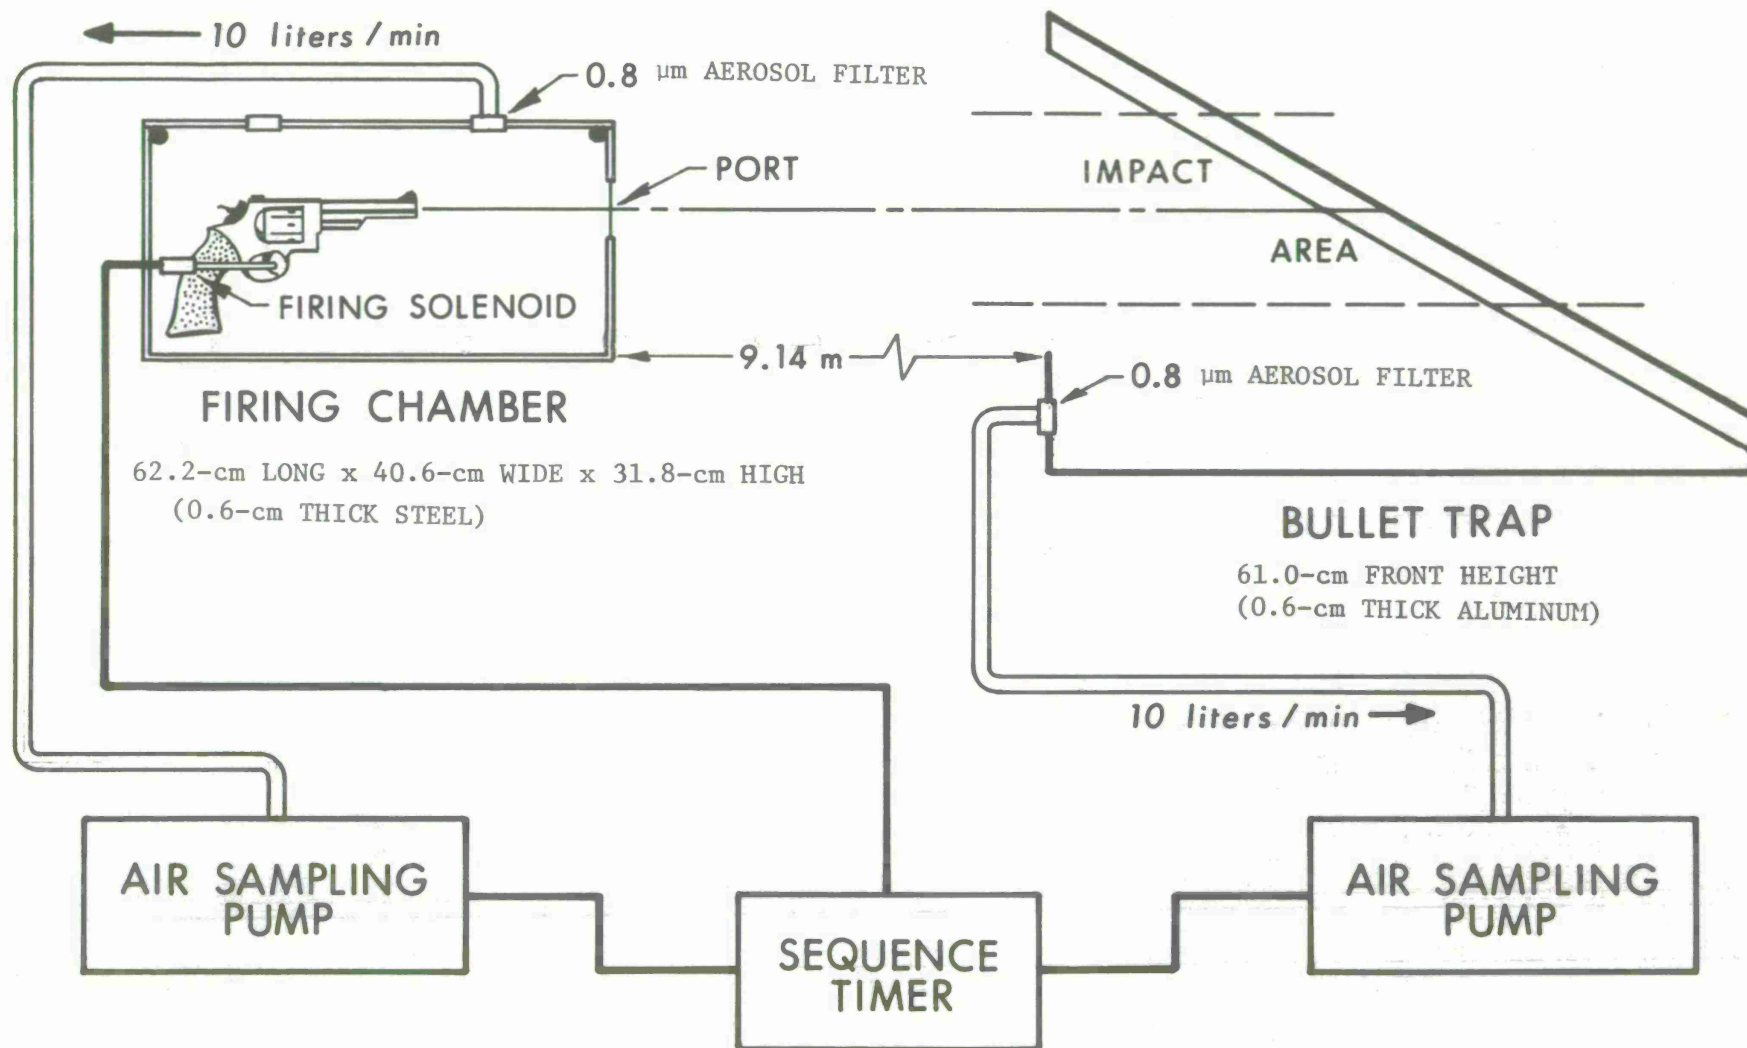 10 liters/min
0.8 μm AEROSOL FILTER
PORT
IMPACT
AREA
FIRING SOLENOID
9.14 m
0.8 μm AEROSOL FILTER
FIRING CHAMBER
62.2-cm LONG x 40.6-cm WIDE x 31.8-cm HIGH
(0.6-cm THICK STEEL)
BULLET TRAP
61.0-cm FRONT HEIGHT
(0.6-cm THICK ALUMINUM)
10 liters/min
AIR SAMPLING
PUMP
SEQUENCE
TIMER
AIR SAMPLING
PUMP